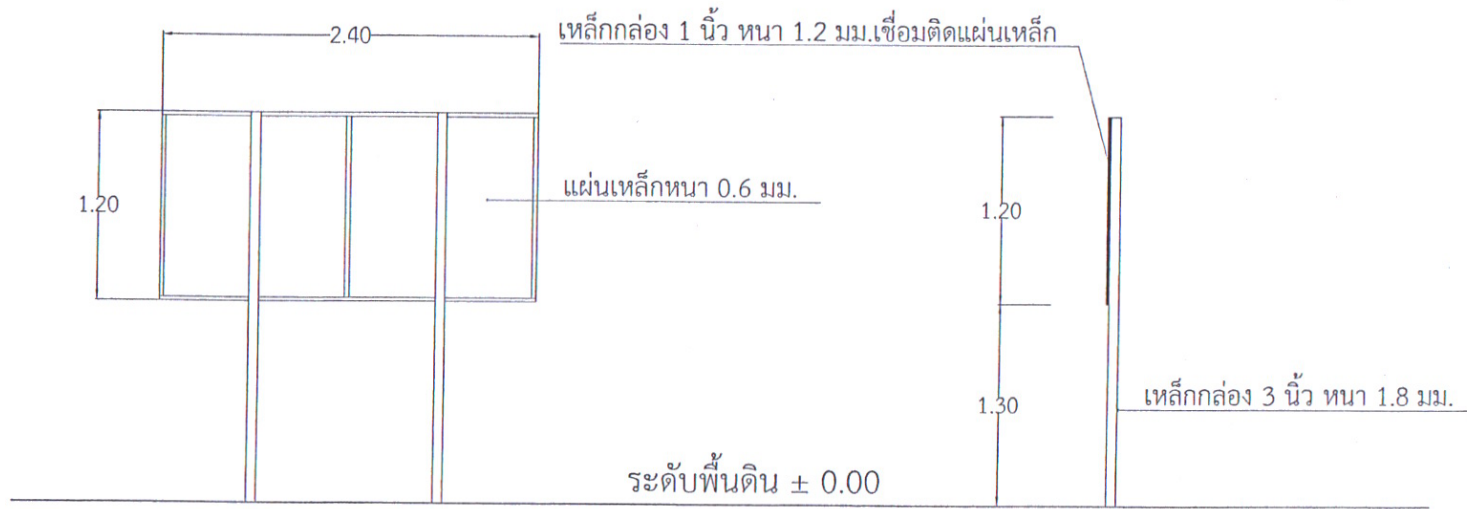 2.40
เหล็กกล่อง 1 นิ้ว หนา 1.2 มม.เชื่อมติดแผ่นเหล็ก
1.20
แผ่นเหล็กหนา 0.6 มม.
1.20
1.30
เหล็กกล่อง 3 นิ้ว หนา 1.8 มม.
ระดับพื้นดิน ± 0.00